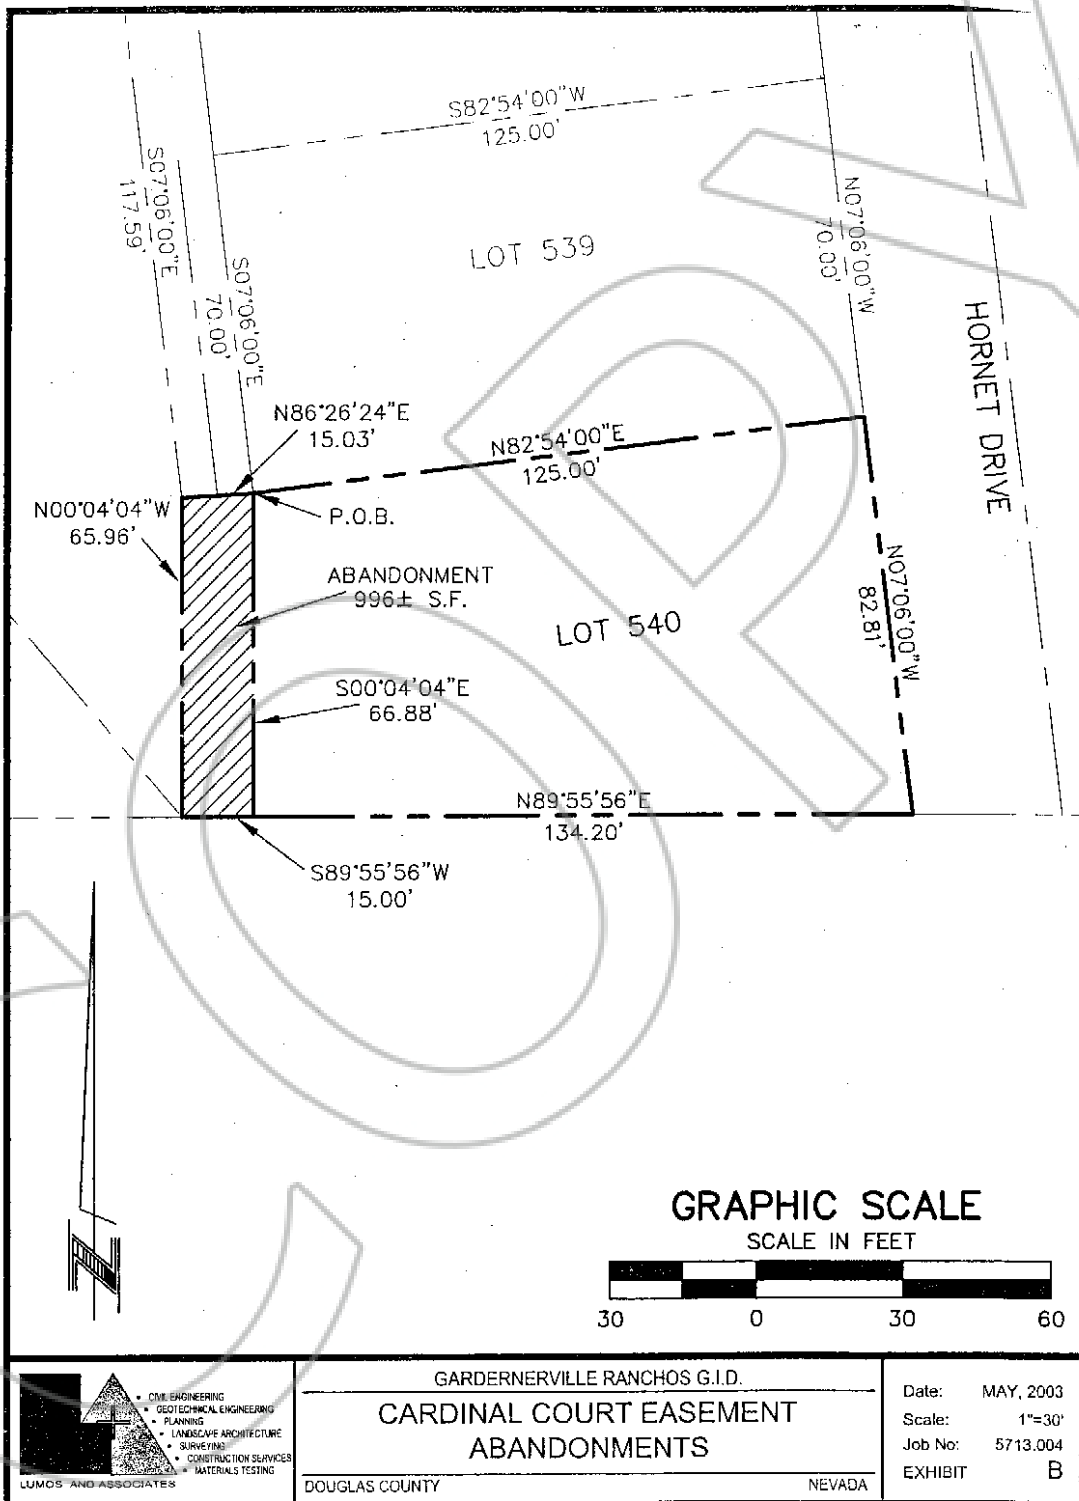 S82°54'00"W
125.00'
S07°06'00"E
117.59'
S07°06'00"E
70.00'
N07°06'00"W
70.00'
LOT 539
HORNET DRIVE
N86°26'24"E
15.03'
N82°54'00"E
125.00'
N00°04'04"W
65.96'
P.O.B.
ABANDONMENT
996± S.F.
LOT 540
N07°06'00"W
82.81'
S00°04'04"E
66.88'
N89°55'56"E
134.20'
S89°55'56"W
15.00'
COPY
N
GRAPHIC SCALE
SCALE IN FEET
30 0 30 60
• CIVIL ENGINEERING
• GEOTECHNICAL ENGINEERING
• PLANNING
• LANDSCAPE ARCHITECTURE
• SURVEYING
• CONSTRUCTION SERVICES
• MATERIALS TESTING
LUMOS AND ASSOCIATES
GARDERNERVILLE RANCHOS G.I.D.
CARDINAL COURT EASEMENT
ABANDONMENTS
DOUGLAS COUNTY NEVADA
Date: MAY, 2003
Scale: 1"=30'
Job No: 5713.004
EXHIBIT B